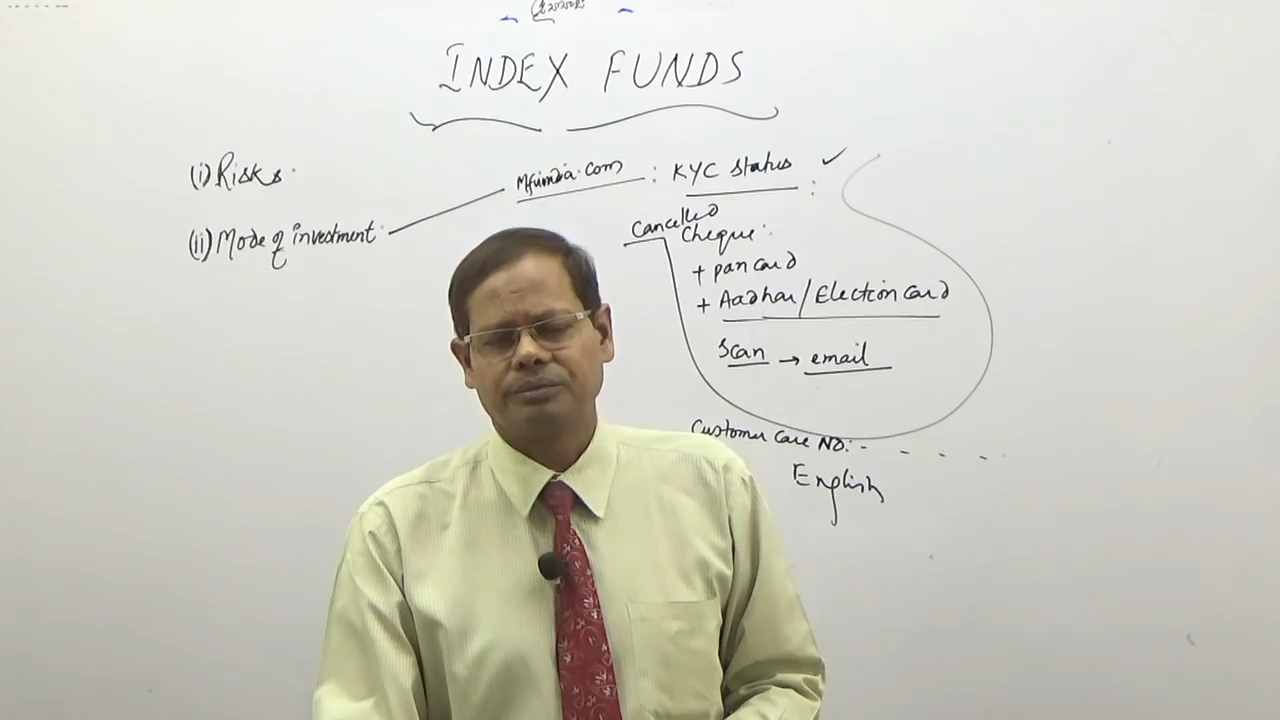 INDEX FUNDS
(i) Risks.
Mfuindia.com : KYC Status ✓
(ii) Mode of investment
Cancelled
Cheque:
+ pan card
+ Aadhar/Election card
Scan → email
Customer Care No:- - - - -
English